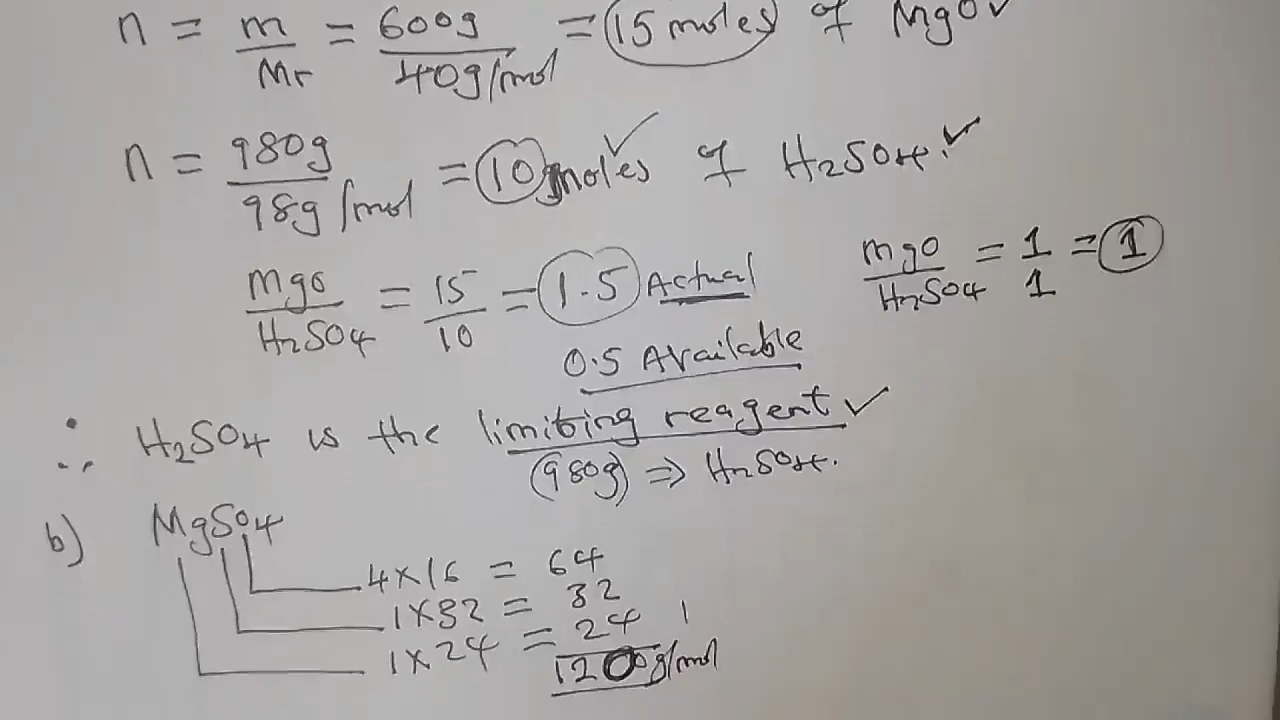 n = m/Mr = 600g/40g/mol = 15 moles of MgO ✓
n = 980g/98g/mol = 10 moles ✓ of H2SO4. ✓
MgO/H2SO4 = 15/10 = 1.5 Actual
mgo/H2SO4 = 1/1 = 1
0.5 Available
∴ H2SO4 is the limiting reagent ✓
(980g) ⇒ H2SO4.
b) MgSO4
4×16 = 64
1×32 = 32
1×24 = 24
120g/mol